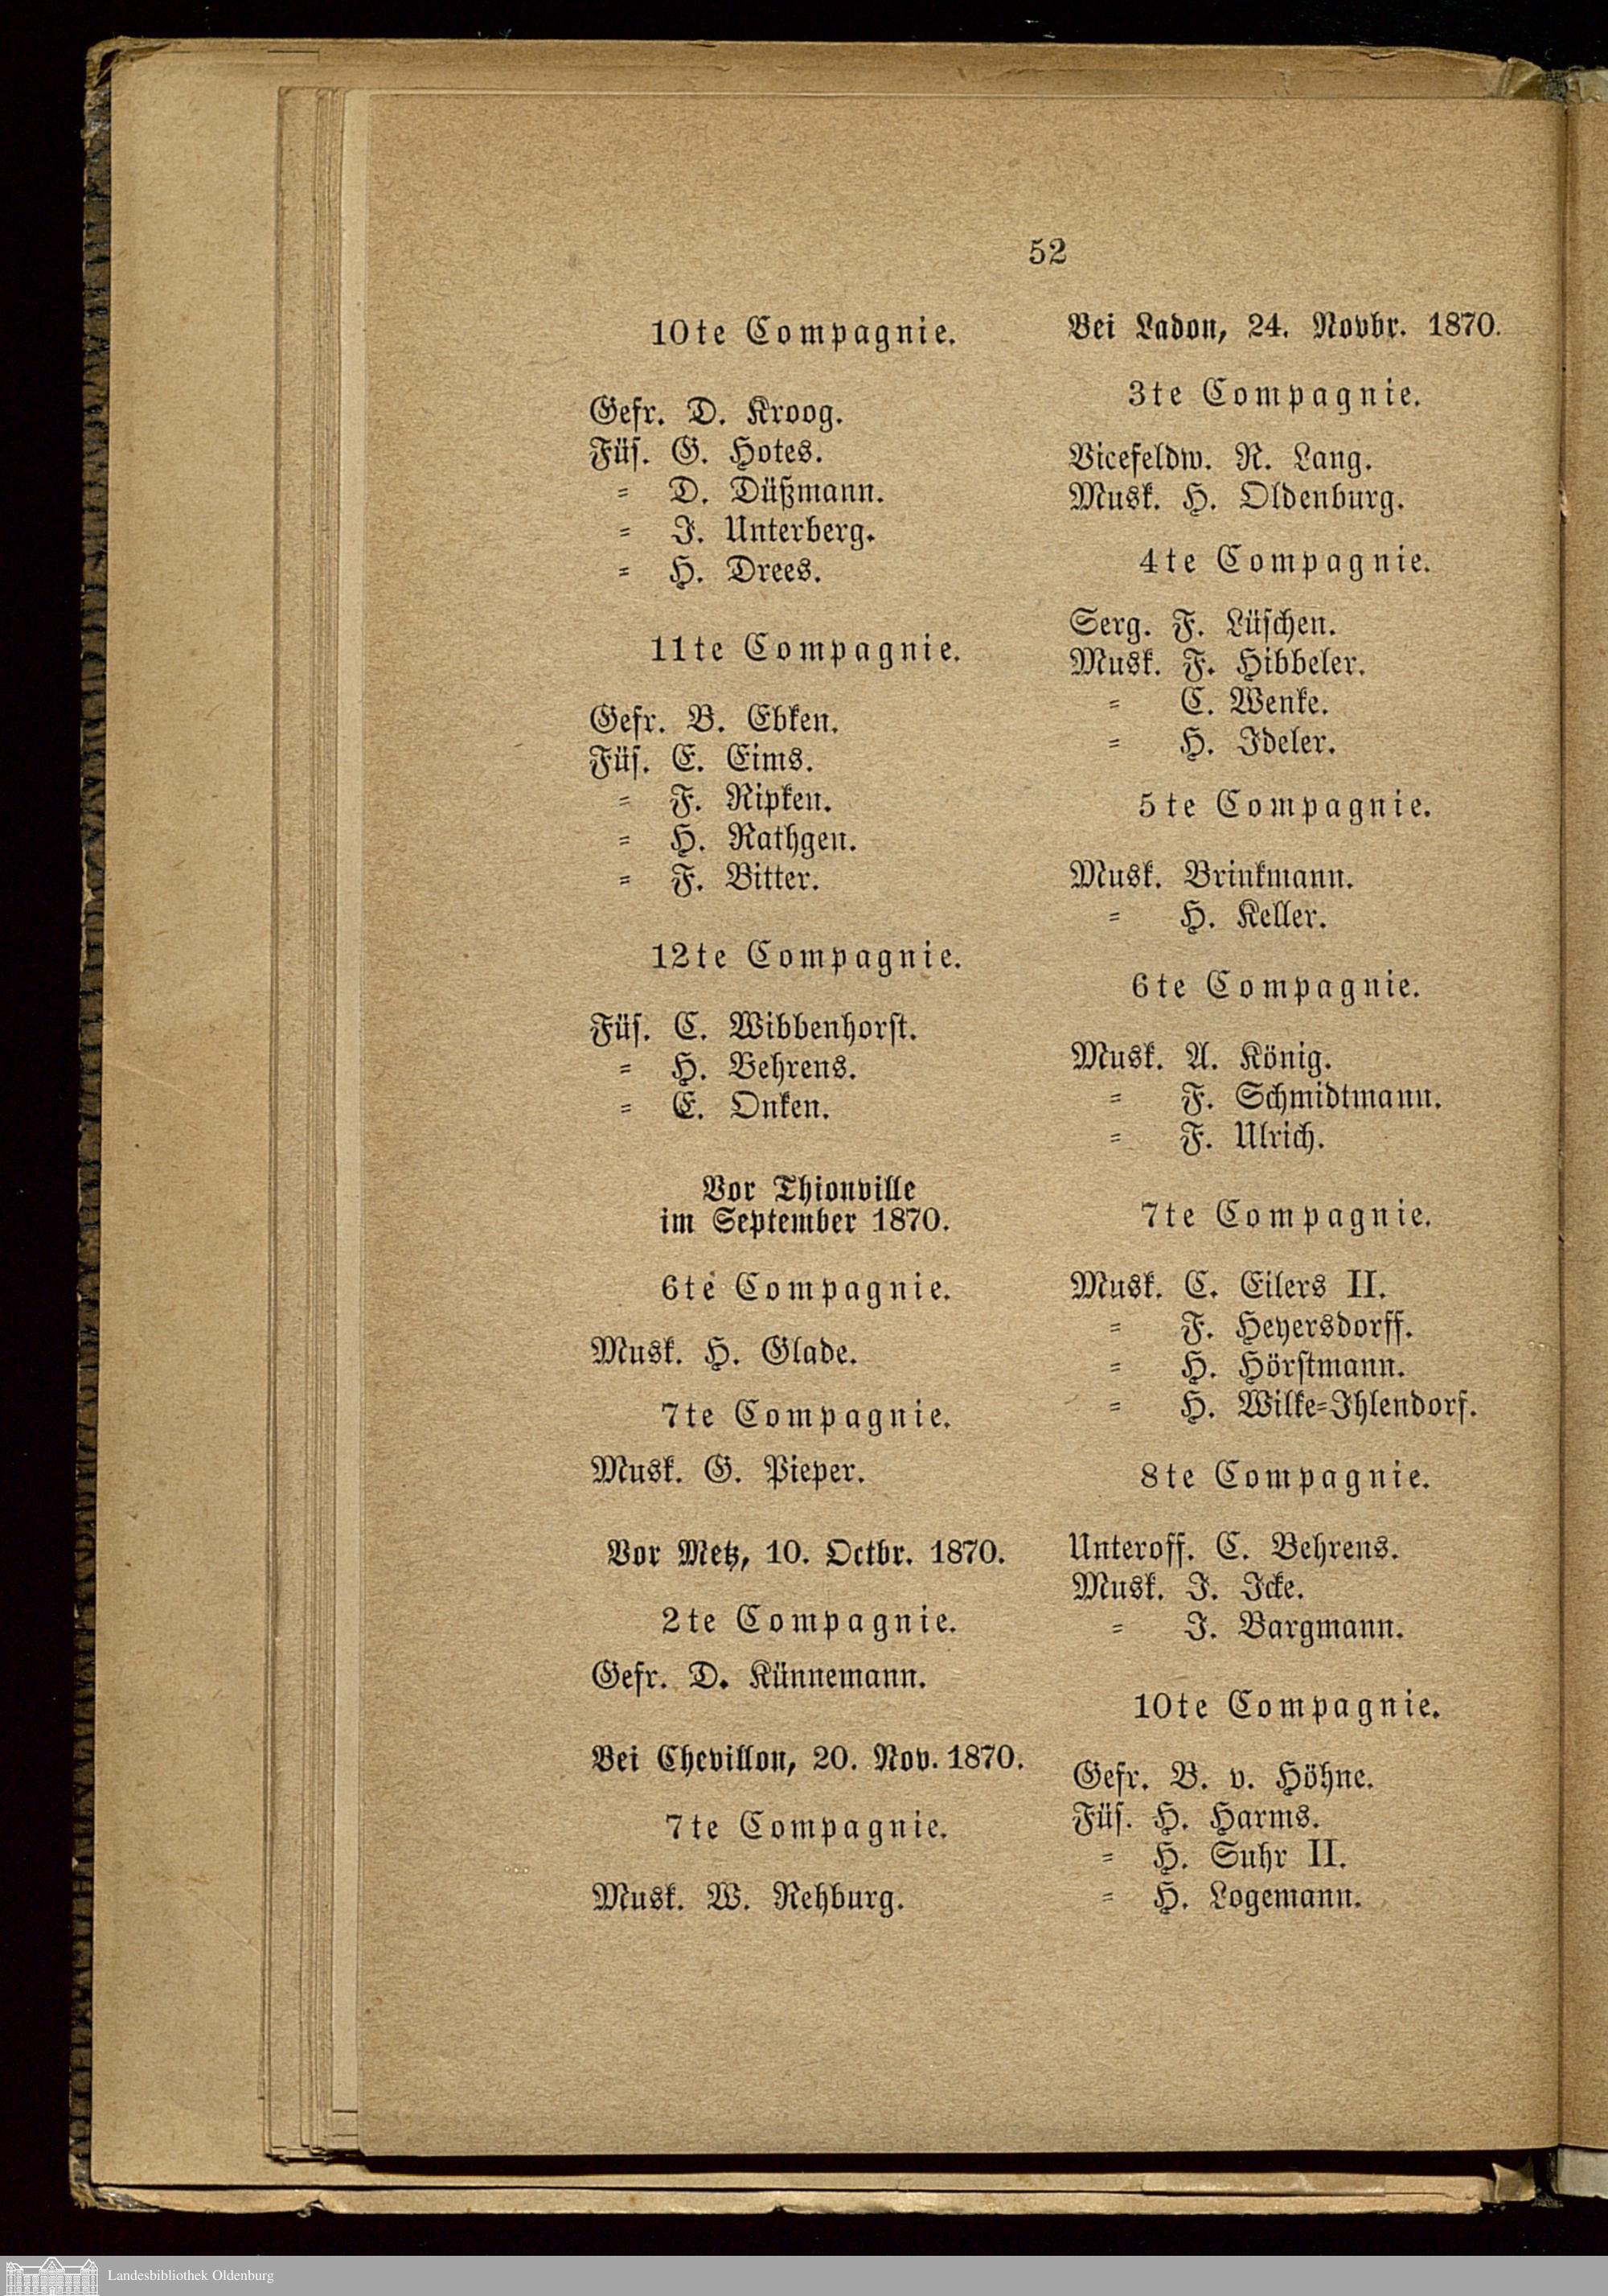 52
10te Compagnie.
Gefr. D. Kroog.
Füs. G. Hotes.
= D. Düßmann.
= J. Unterberg.
= H. Drees.
11te Compagnie.
Gefr. B. Ebken.
Füs. E. Eims.
= F. Ripken.
= H. Rathgen.
= F. Bitter.
12te Compagnie.
Füs. C. Wibbenhorst.
= H. Behrens.
= E. Onken.
Vor Thionville
im September 1870.
6te Compagnie.
Musk. H. Glade.
7te Compagnie.
Musk. G. Pieper.
Vor Metz, 10. Octbr. 1870.
2te Compagnie.
Gefr. D. Künnemann.
Bei Chevillon, 20. Nov. 1870.
7te Compagnie.
Musk. W. Rehburg.
Bei Ladon, 24. Novbr. 1870.
3te Compagnie.
Vicefeldw. R. Lang.
Musk. H. Oldenburg.
4te Compagnie.
Serg. F. Lüschen.
Musk. F. Hibbeler.
= C. Wenke.
= H. Ideler.
5te Compagnie.
Musk. Brinkmann.
= H. Keller.
6te Compagnie.
Musk. A. König.
= F. Schmidtmann.
= F. Ulrich.
7te Compagnie.
Musk. C. Eilers II.
= F. Heyersdorff.
= H. Hörstmann.
= H. Wilke=Ihlendorf.
8te Compagnie.
Unteroff. C. Behrens.
Musk. J. Icke.
= J. Bargmann.
10te Compagnie.
Gefr. B. v. Höhne.
Füs. H. Harms.
= H. Suhr II.
= H. Logemann.
Landesbibliothek Oldenburg